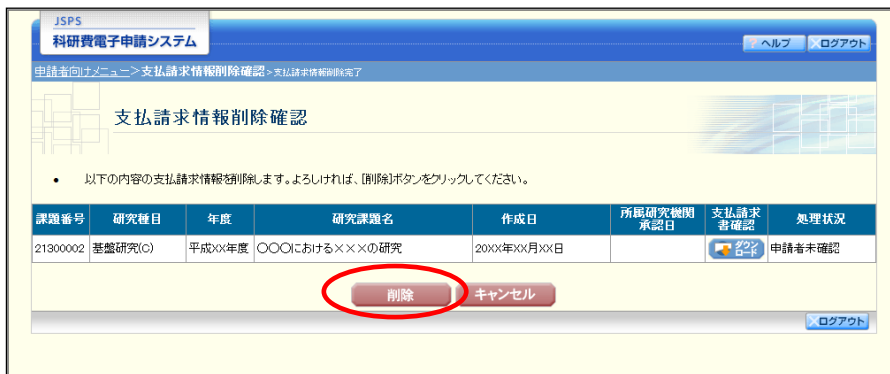 JSPS
科研費電子申請システム
? ヘルプ ×ログアウト
申請者向けメニュー>支払請求情報削除確認>支払請求情報削除完了
支払請求情報削除確認
• 以下の内容の支払請求情報を削除します。よろしければ、[削除]ボタンをクリックしてください。
課題番号 研究種目 年度 研究課題名 作成日 所属研究機関承認日 支払請求書確認 処理状況
21300002 基盤研究(C) 平成XX年度 〇〇〇における×××の研究 20XX年XX月XX日 ダウンロード 申請者未確認
削除 キャンセル
×ログアウト